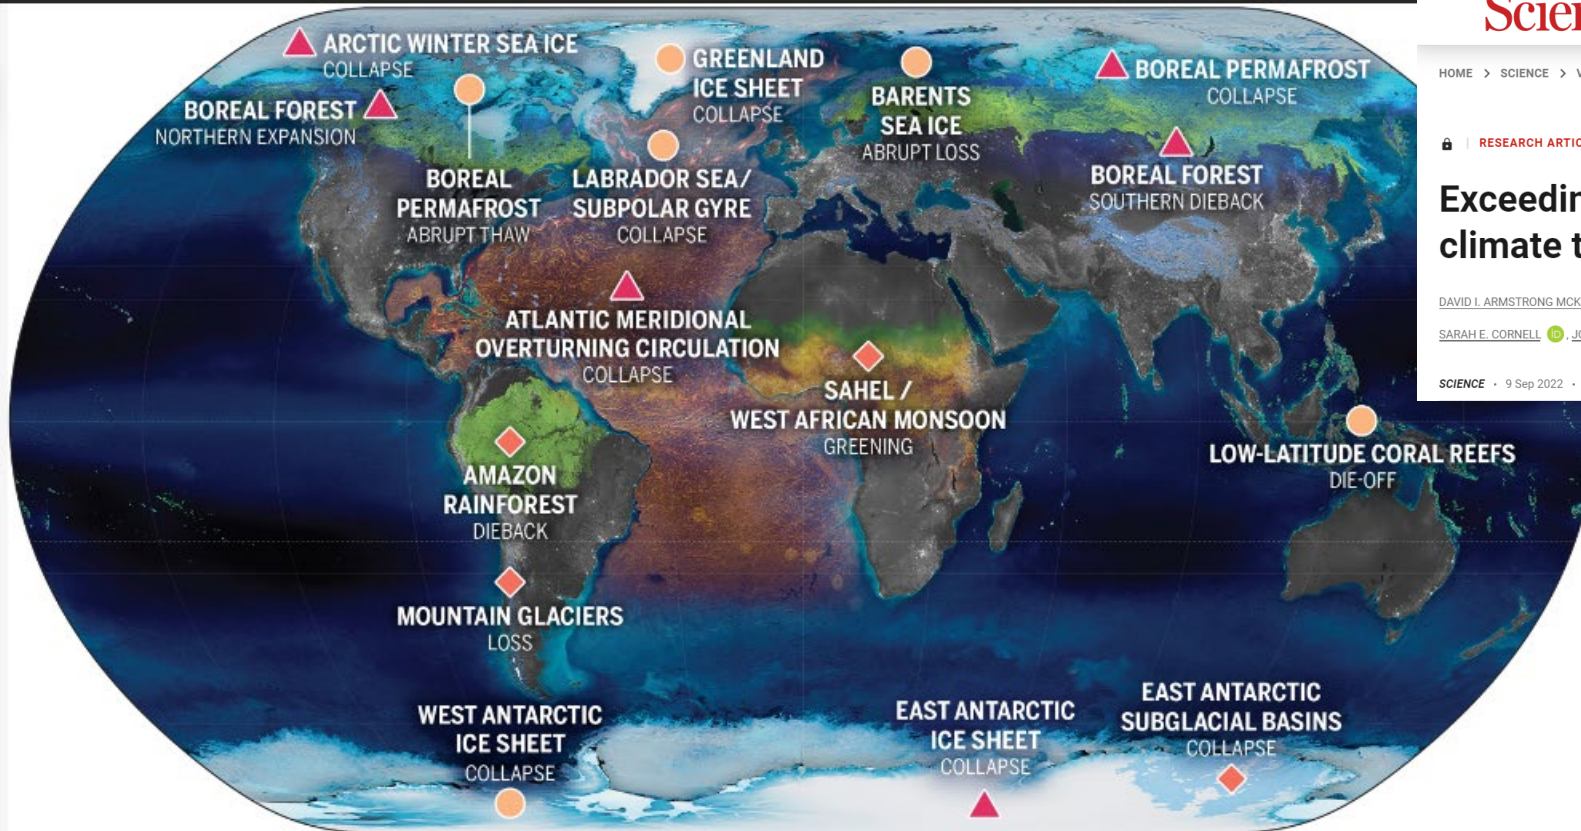 ARCTIC WINTER SEA ICE
COLLAPSE
BOREAL FOREST
NORTHERN EXPANSION
BOREAL
PERMAFROST
ABRUPT THAW
GREENLAND
ICE SHEET
COLLAPSE
LABRADOR SEA/
SUBPOLAR GYRE
COLLAPSE
BARENTS
SEA ICE
ABRUPT LOSS
BOREAL PERMAFROST
COLLAPSE
BOREAL FOREST
SOUTHERN DIEBACK
ATLANTIC MERIDIONAL
OVERTURNING CIRCULATION
COLLAPSE
SAHEL /
WEST AFRICAN MONSOON
GREENING
LOW-LATITUDE CORAL REEFS
DIE-OFF
AMAZON
RAINFOREST
DIEBACK
MOUNTAIN GLACIERS
LOSS
WEST ANTARCTIC
ICE SHEET
COLLAPSE
EAST ANTARCTIC
ICE SHEET
COLLAPSE
EAST ANTARCTIC
SUBGLACIAL BASINS
COLLAPSE
HOME > SCIENCE >
RESEARCH
climate
DAVID I. ARMSTRONG
SARAH E. CORNELL iD ,
SCIENCE · 9 Sep 2022 ·